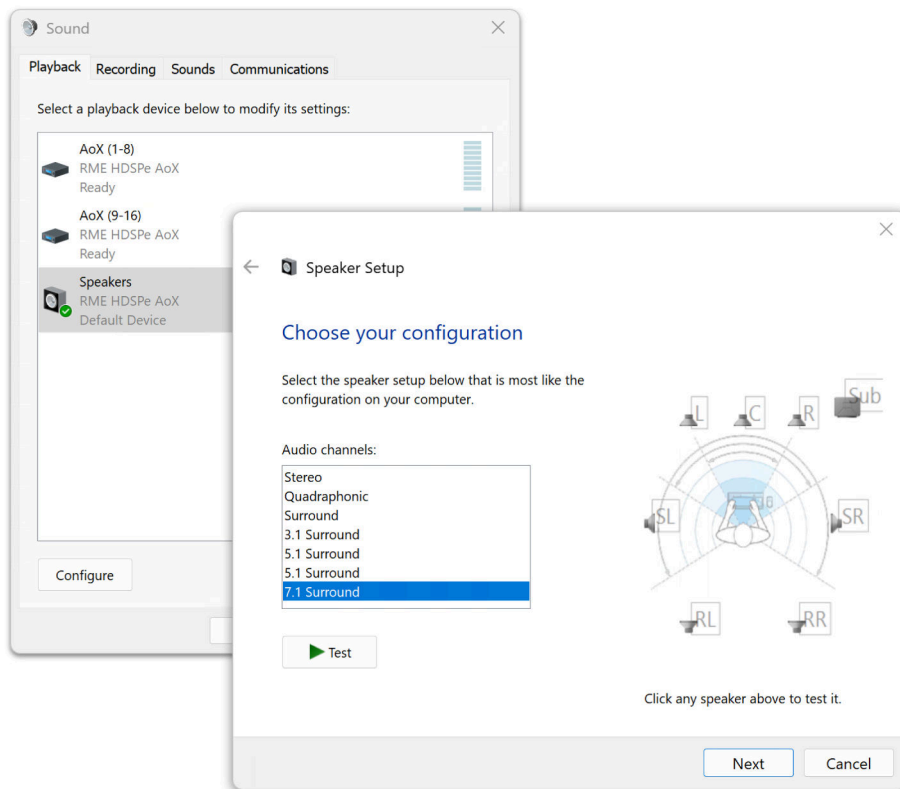 Sound
Playback Recording Sounds Communications
Select a playback device below to modify its settings:
AoX (1-8)
RME HDSPe AoX
Ready
AoX (9-16)
RME HDSPe AoX
Ready
Speakers
RME HDSPe AoX
Default Device
Configure
Speaker Setup
Choose your configuration
Select the speaker setup below that is most like the
configuration on your computer.
Audio channels:
Stereo
Quadraphonic
Surround
3.1 Surround
5.1 Surround
5.1 Surround
7.1 Surround
Test
L C R Sub
SL SR
RL RR
Click any speaker above to test it.
Next Cancel